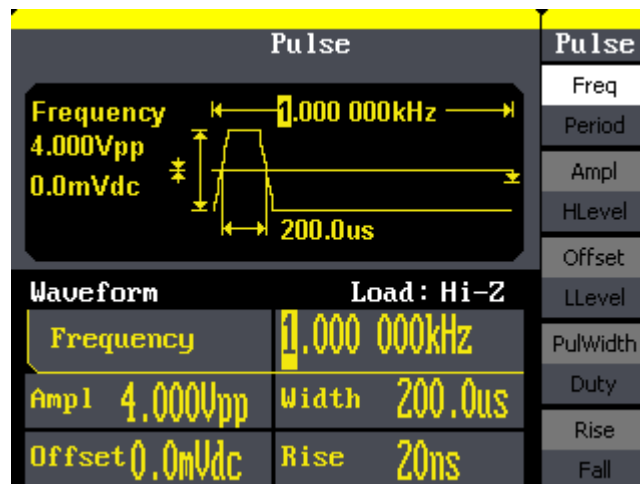 Pulse
Frequency
1.000 000kHz
4.000Vpp
0.0mVdc
200.0us
Waveform Load: Hi-Z
Frequency 1.000 000kHz
Ampl 4.000Vpp Width 200.0us
Offset 0.0mVdc Rise 20ns
Pulse
Freq
Period
Ampl
HLevel
Offset
LLevel
PulWidth
Duty
Rise
Fall